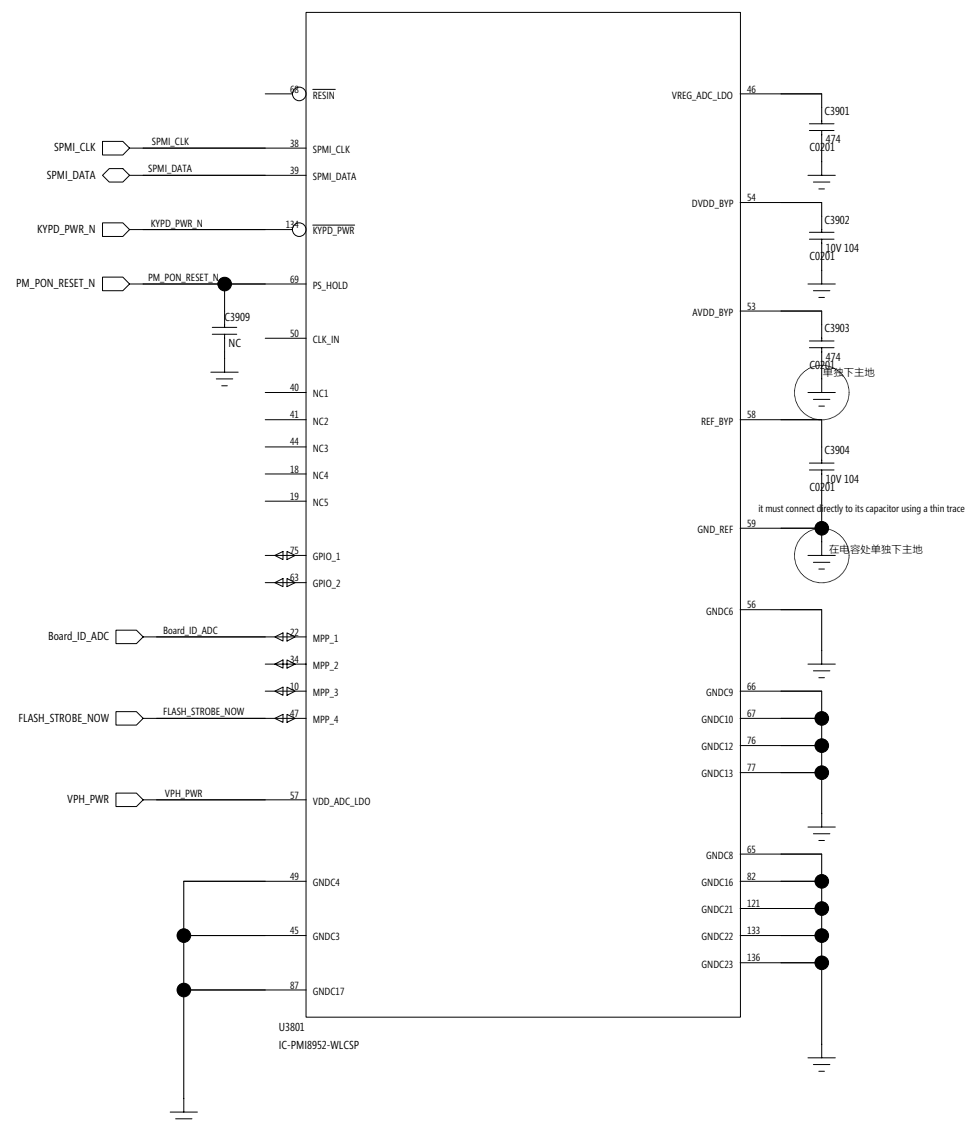 68 RESIN
SPMI_CLK SPMI_CLK 38 SPMI_CLK
SPMI_DATA SPMI_DATA 39 SPMI_DATA
KYPD_PWR_N KYPD_PWR_N 134 KYPD_PWR
PM_PON_RESET_N PM_PON_RESET_N 69 PS_HOLD
C3909
NC
50 CLK_IN
40 NC1
41 NC2
44 NC3
18 NC4
19 NC5
75 GPIO_1
63 GPIO_2
Board_ID_ADC Board_ID_ADC 22 MPP_1
34 MPP_2
10 MPP_3
FLASH_STROBE_NOW FLASH_STROBE_NOW 47 MPP_4
VPH_PWR VPH_PWR 57 VDD_ADC_LDO
49 GNDC4
45 GNDC3
87 GNDC17
VREG_ADC_LDO 46
C3901
474
C0201
DVDD_BYP 54
C3902
10V 104
C0201
AVDD_BYP 53
C3903
474
C0201
单独下主地
REF_BYP 58
C3904
10V 104
C0201
it must connect directly to its capacitor using a thin trace
GND_REF 59
在电容处单独下主地
GNDC6 56
GNDC9 66
GNDC10 67
GNDC12 76
GNDC13 77
GNDC8 65
GNDC16 82
GNDC21 121
GNDC22 133
GNDC23 136
U3801
IC-PMI8952-WLCSP